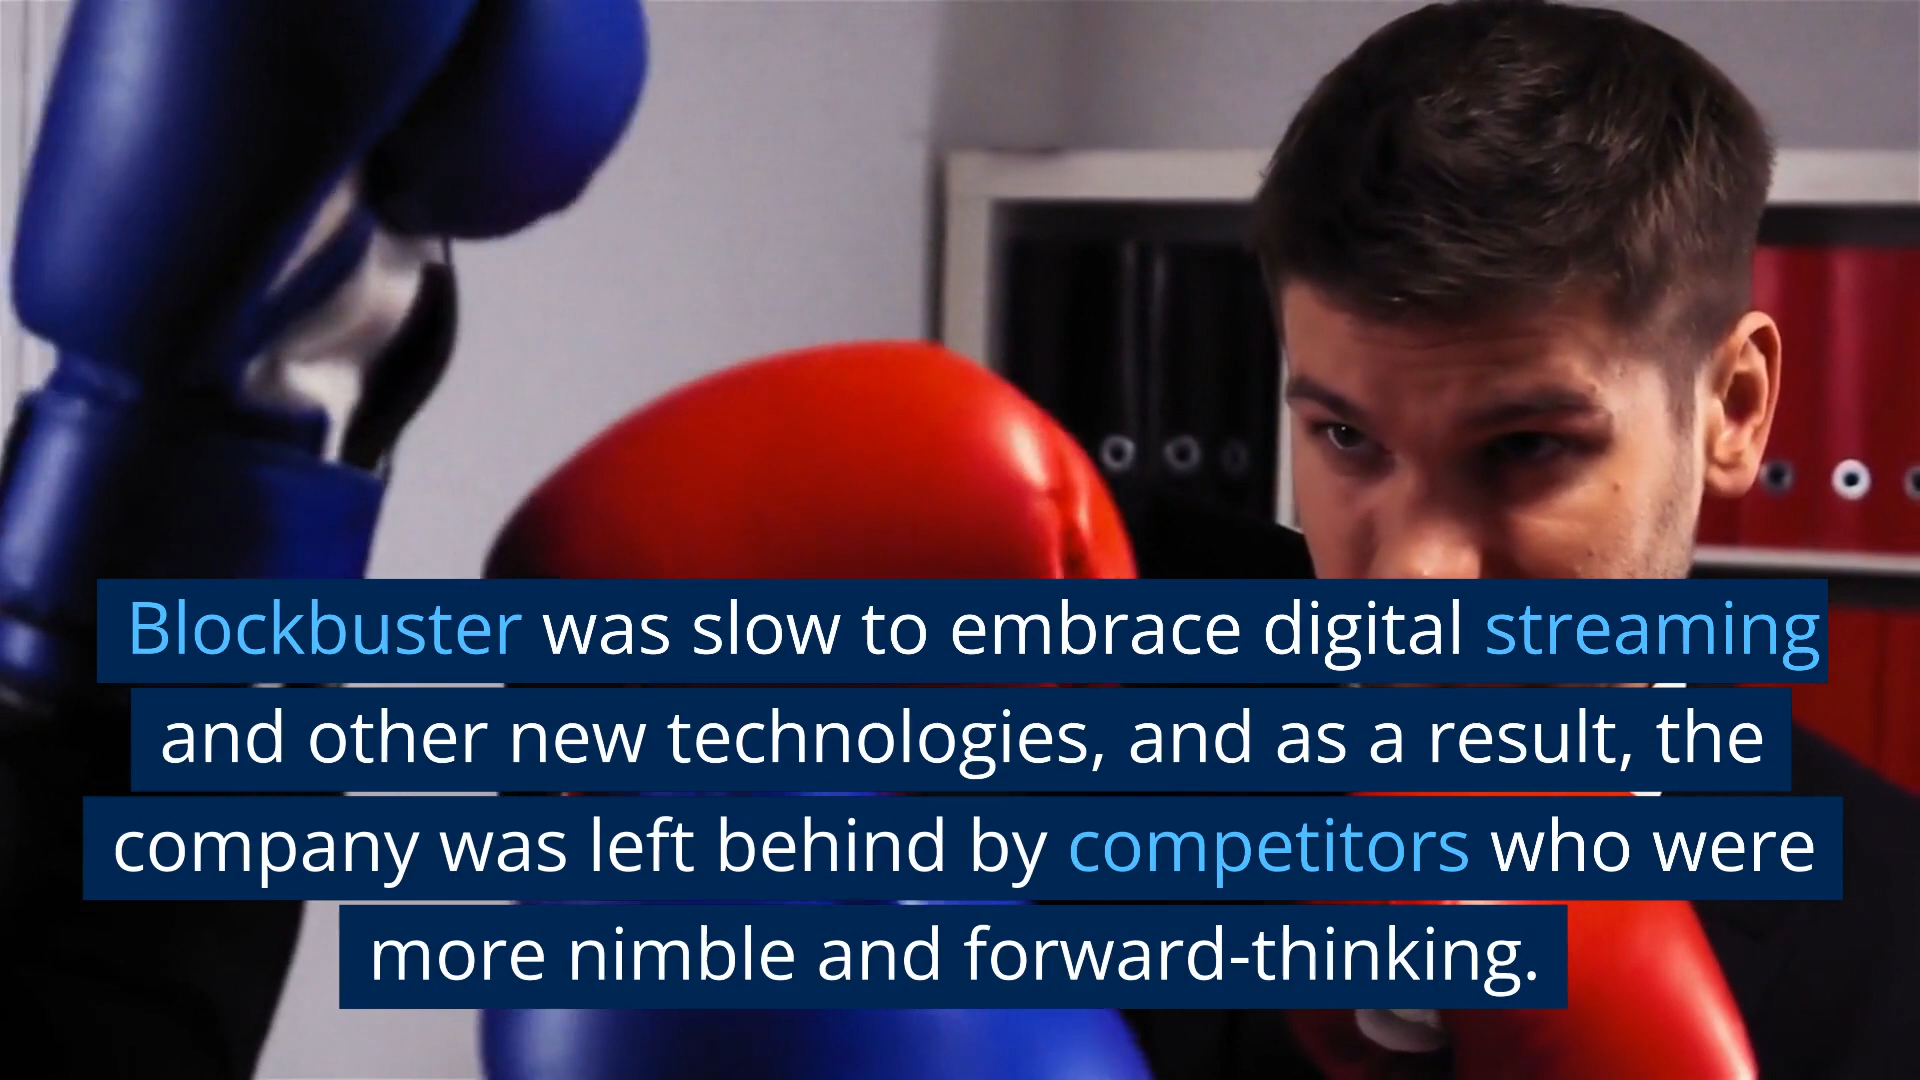 Blockbuster was slow to embrace digital streaming
and other new technologies, and as a result, the
company was left behind by competitors who were
more nimble and forward-thinking.